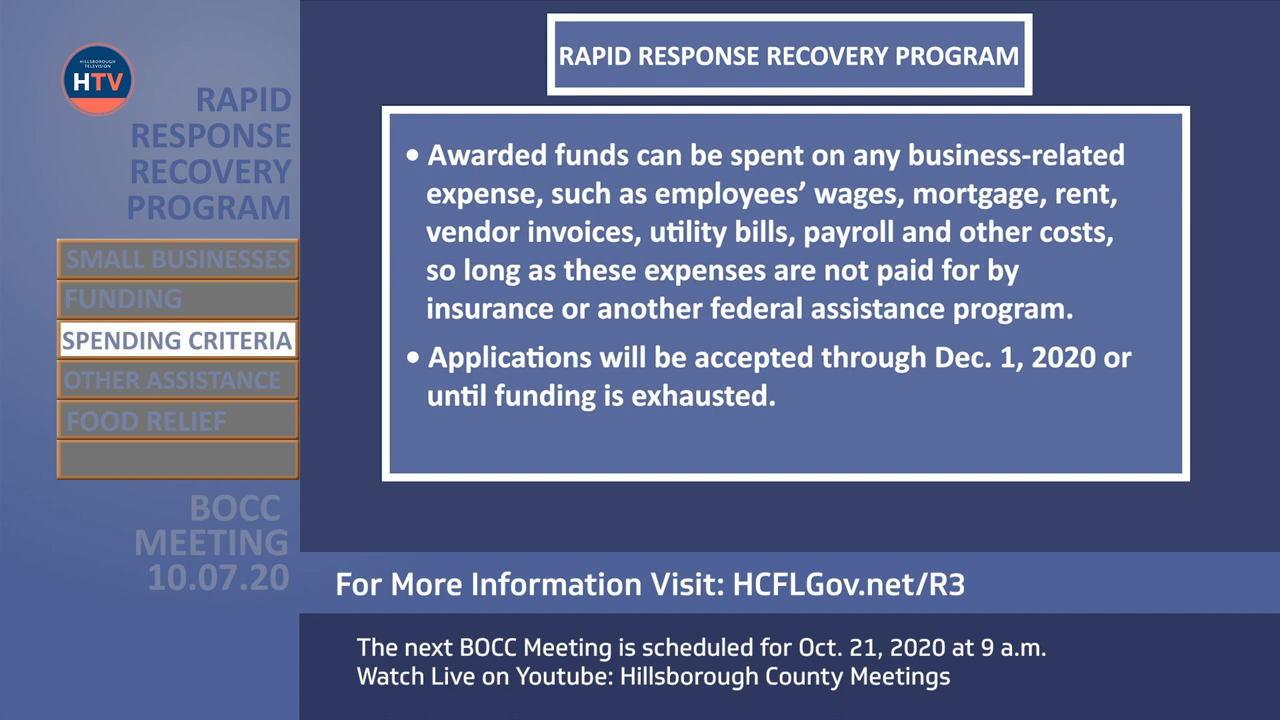 HILLSBOROUGH
TELEVISION
HTV
RAPID
RESPONSE
RECOVERY
PROGRAM
SMALL BUSINESSES
FUNDING
SPENDING CRITERIA
OTHER ASSISTANCE
FOOD RELIEF
BOCC
MEETING
10.07.20
RAPID RESPONSE RECOVERY PROGRAM
• Awarded funds can be spent on any business-related
expense, such as employees’ wages, mortgage, rent,
vendor invoices, utility bills, payroll and other costs,
so long as these expenses are not paid for by
insurance or another federal assistance program.
• Applications will be accepted through Dec. 1, 2020 or
until funding is exhausted.
For More Information Visit: HCFLGov.net/R3
The next BOCC Meeting is scheduled for Oct. 21, 2020 at 9 a.m.
Watch Live on Youtube: Hillsborough County Meetings